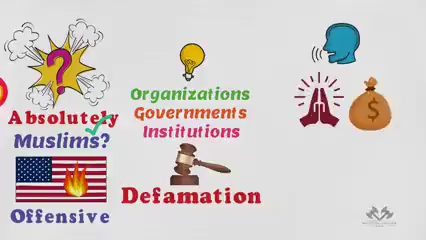 ?
Absolutely
Muslims?
Offensive
Organizations
Governments
Institutions
Defamation
$